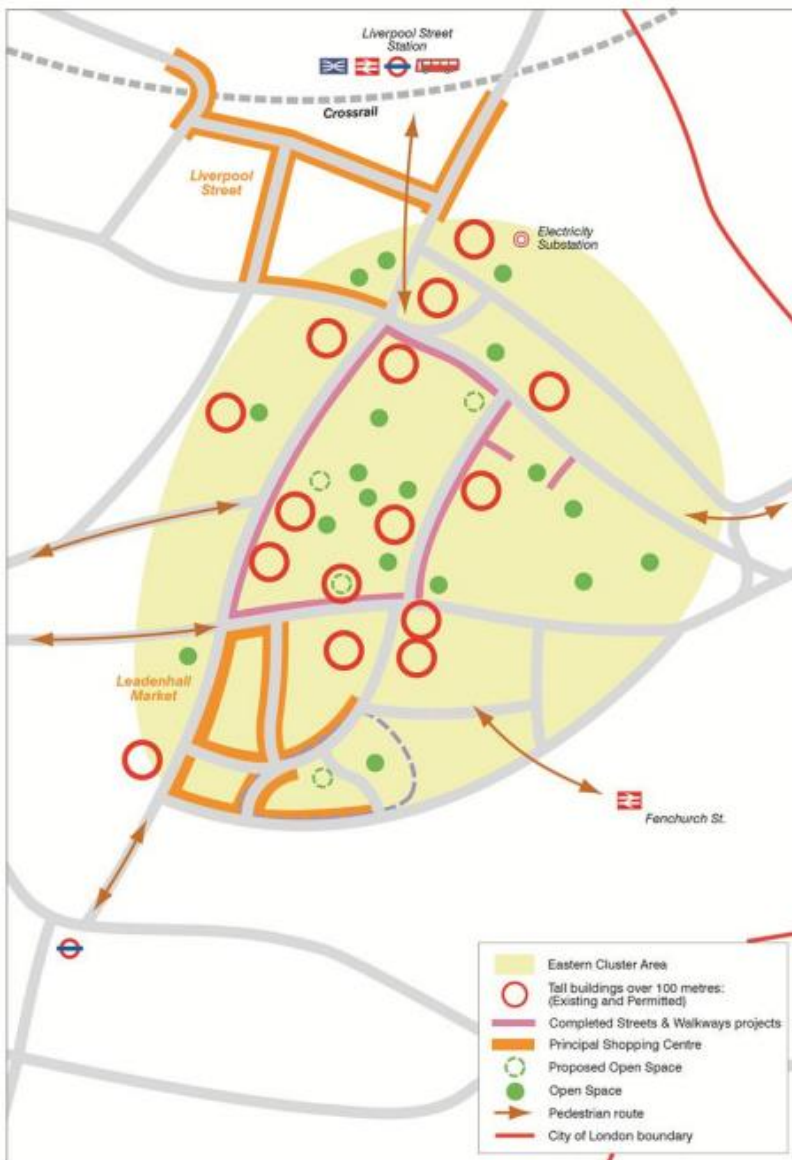 Liverpool Street
Station
Crossrail
Liverpool
Street
Electricity
Substation
Leadenhall
Market
Fenchurch St.
Eastern Cluster Area
Tall buildings over 100 metres:
(Existing and Permitted)
Completed Streets & Walkways projects
Principal Shopping Centre
Proposed Open Space
Open Space
Pedestrian route
City of London boundary